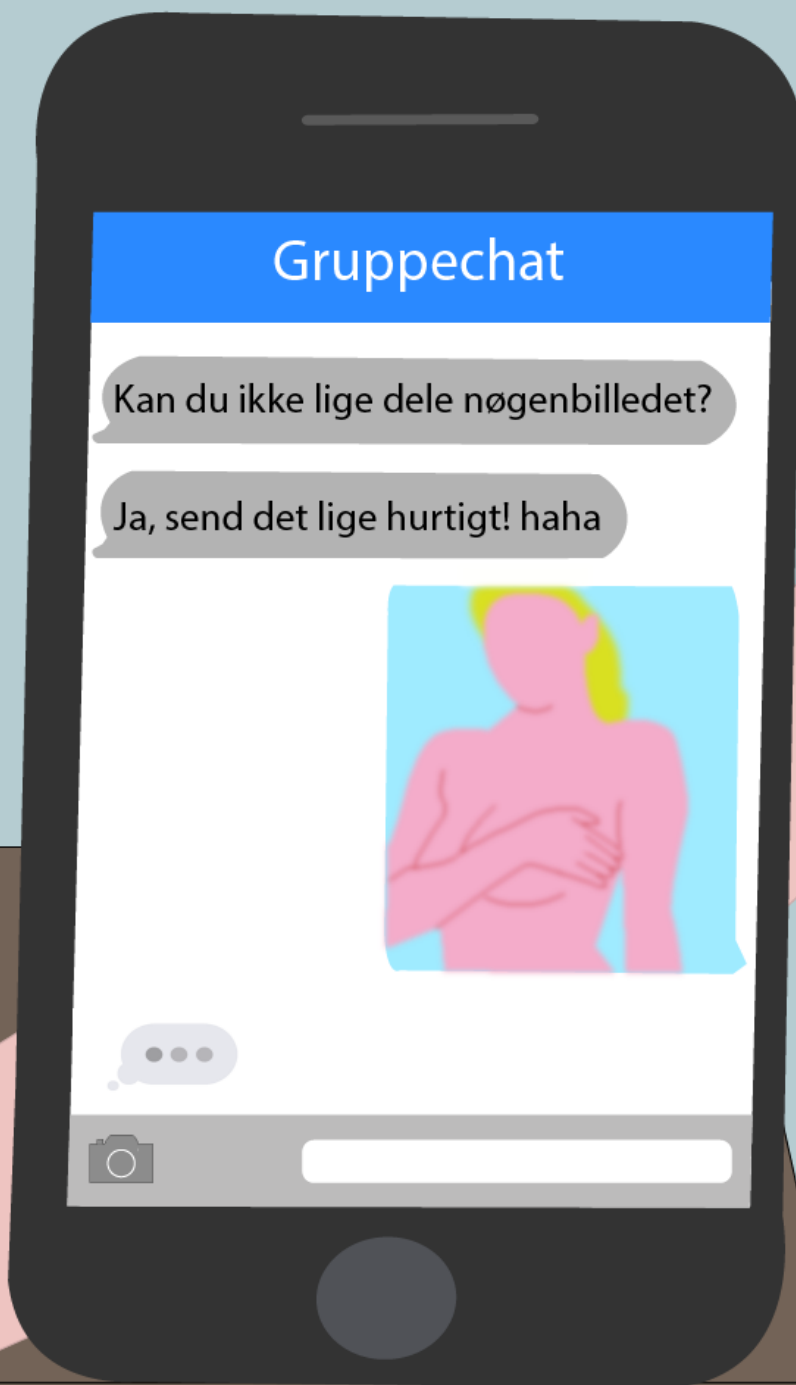 Gruppechat
Kan du ikke lige dele nøgenbilledet?
Ja, send det lige hurtigt! haha